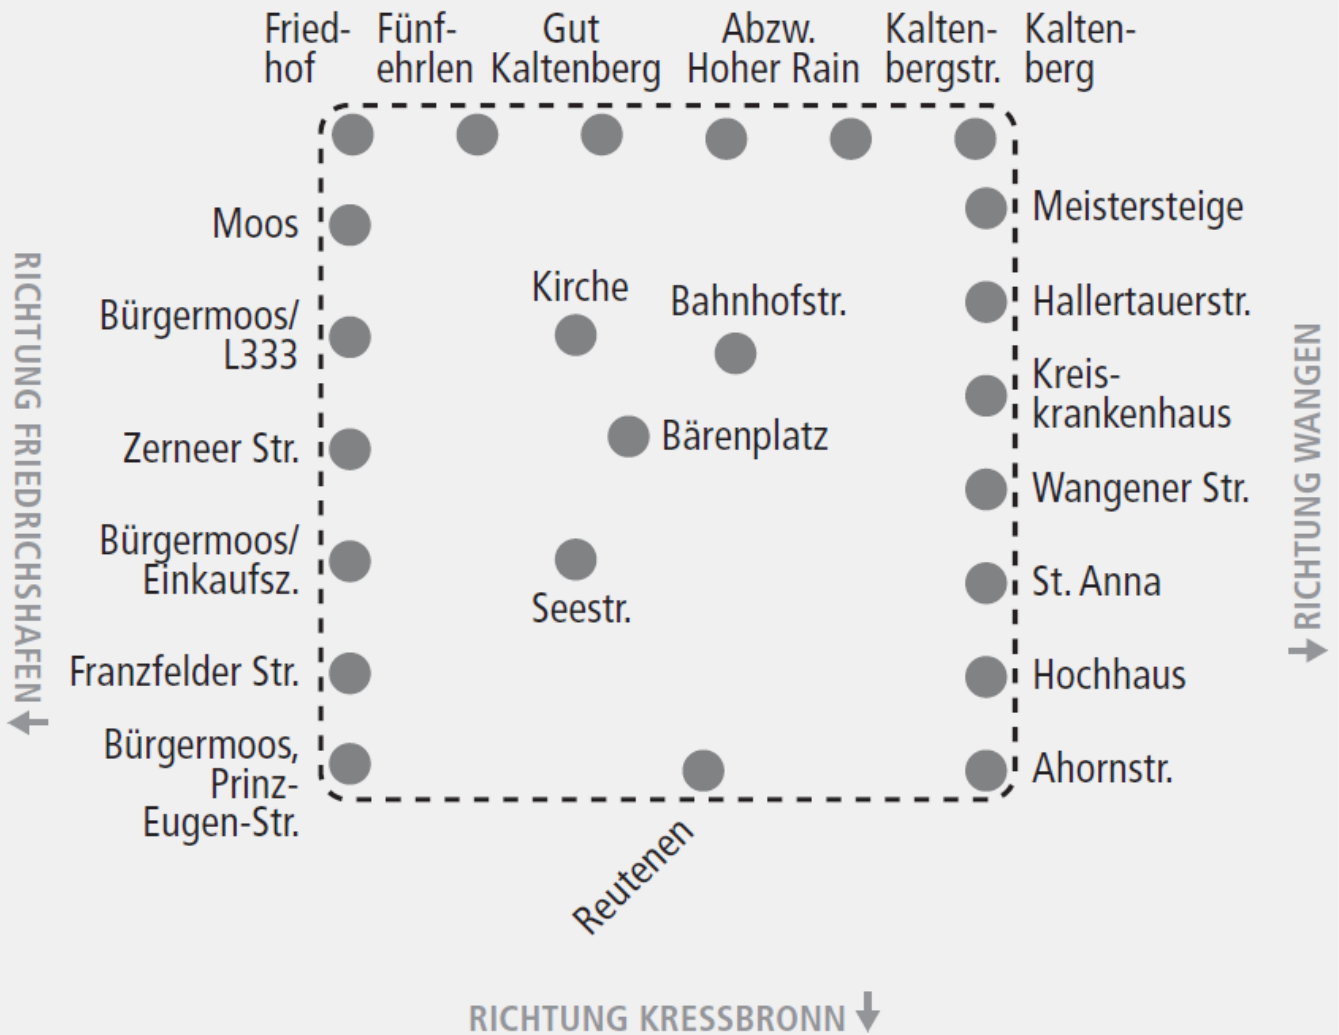 Fried-
hof
Fünf-
ehrlen
Gut
Kaltenberg
Abzw.
Hoher Rain
Kalten-
bergstr.
Kalten-
berg
Moos
Bürgermoos/
L333
Zerneer Str.
Bürgermoos/
Einkaufsz.
Franzfelder Str.
Bürgermoos,
Prinz-
Eugen-Str.
Kirche
Bahnhofstr.
Bärenplatz
Seestr.
Meistersteige
Hallertauerstr.
Kreis-
krankenhaus
Wangener Str.
St. Anna
Hochhaus
Ahornstr.
Reutenen
RICHTUNG FRIEDRICHSHAFEN
RICHTUNG WANGEN
RICHTUNG KRESSBRONN